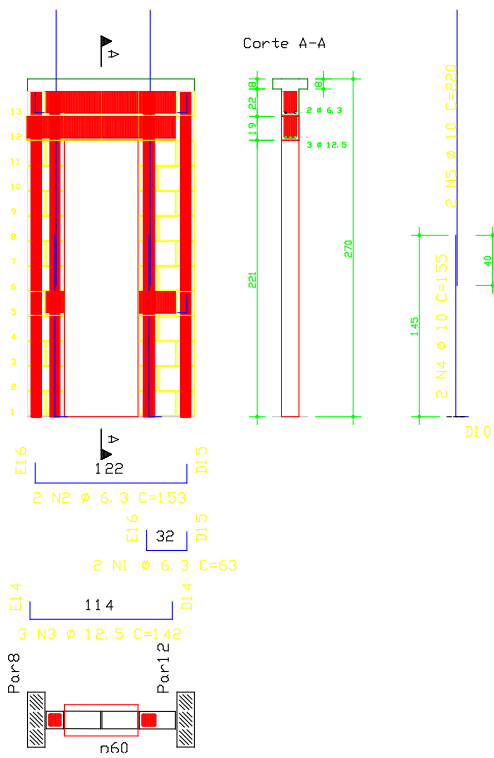 A
Corte A-A
13
12
11
10
9
8
7
6
5
4
3
2
1
8
8
22
19
2 ø 6.3
3 ø 12.5
221
270
2 N5 ø 10 C=220
2 N4 ø 10 C=155
145
40
D10
A
E16
122
D15
2 N2 ø 6.3 C=153
E16
32
D15
2 N1 ø 6.3 C=63
E14
114
D14
3 N3 ø 12.5 C=142
Par8
Par12
p60